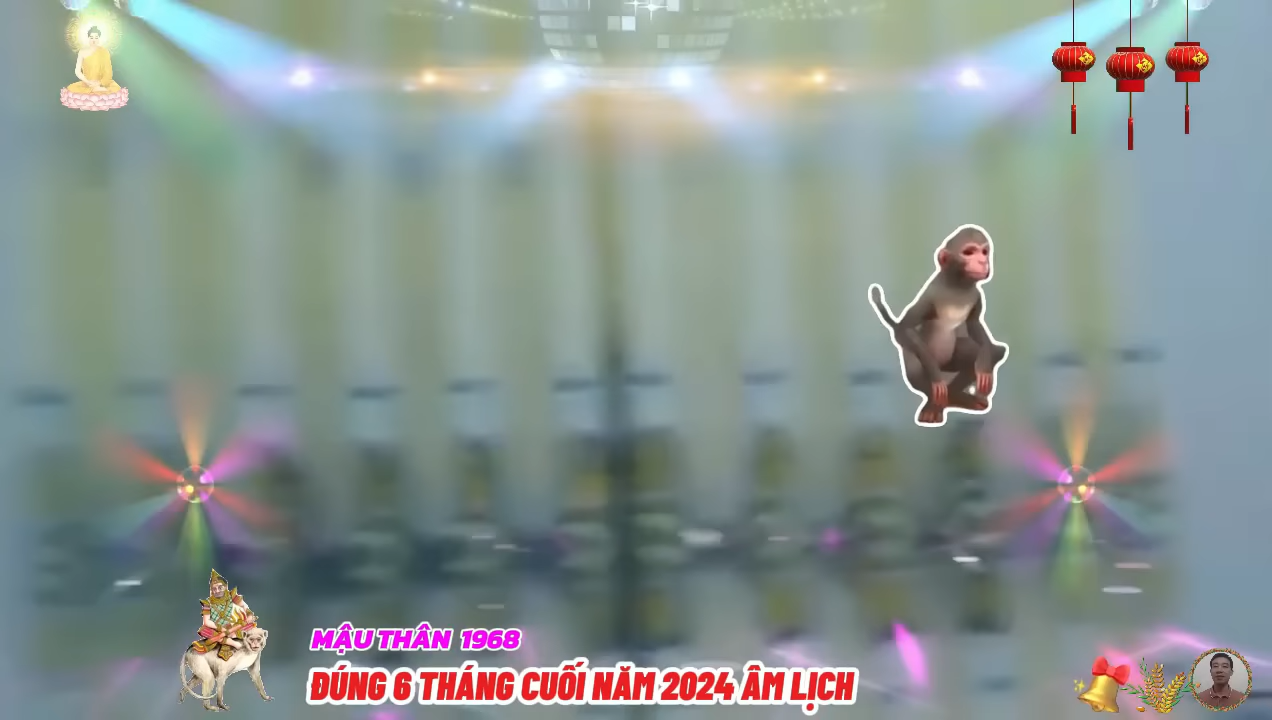 MẬU THÂN 1968
ĐÚNG 6 THÁNG CUỐI NĂM 2024 ÂM LỊCH